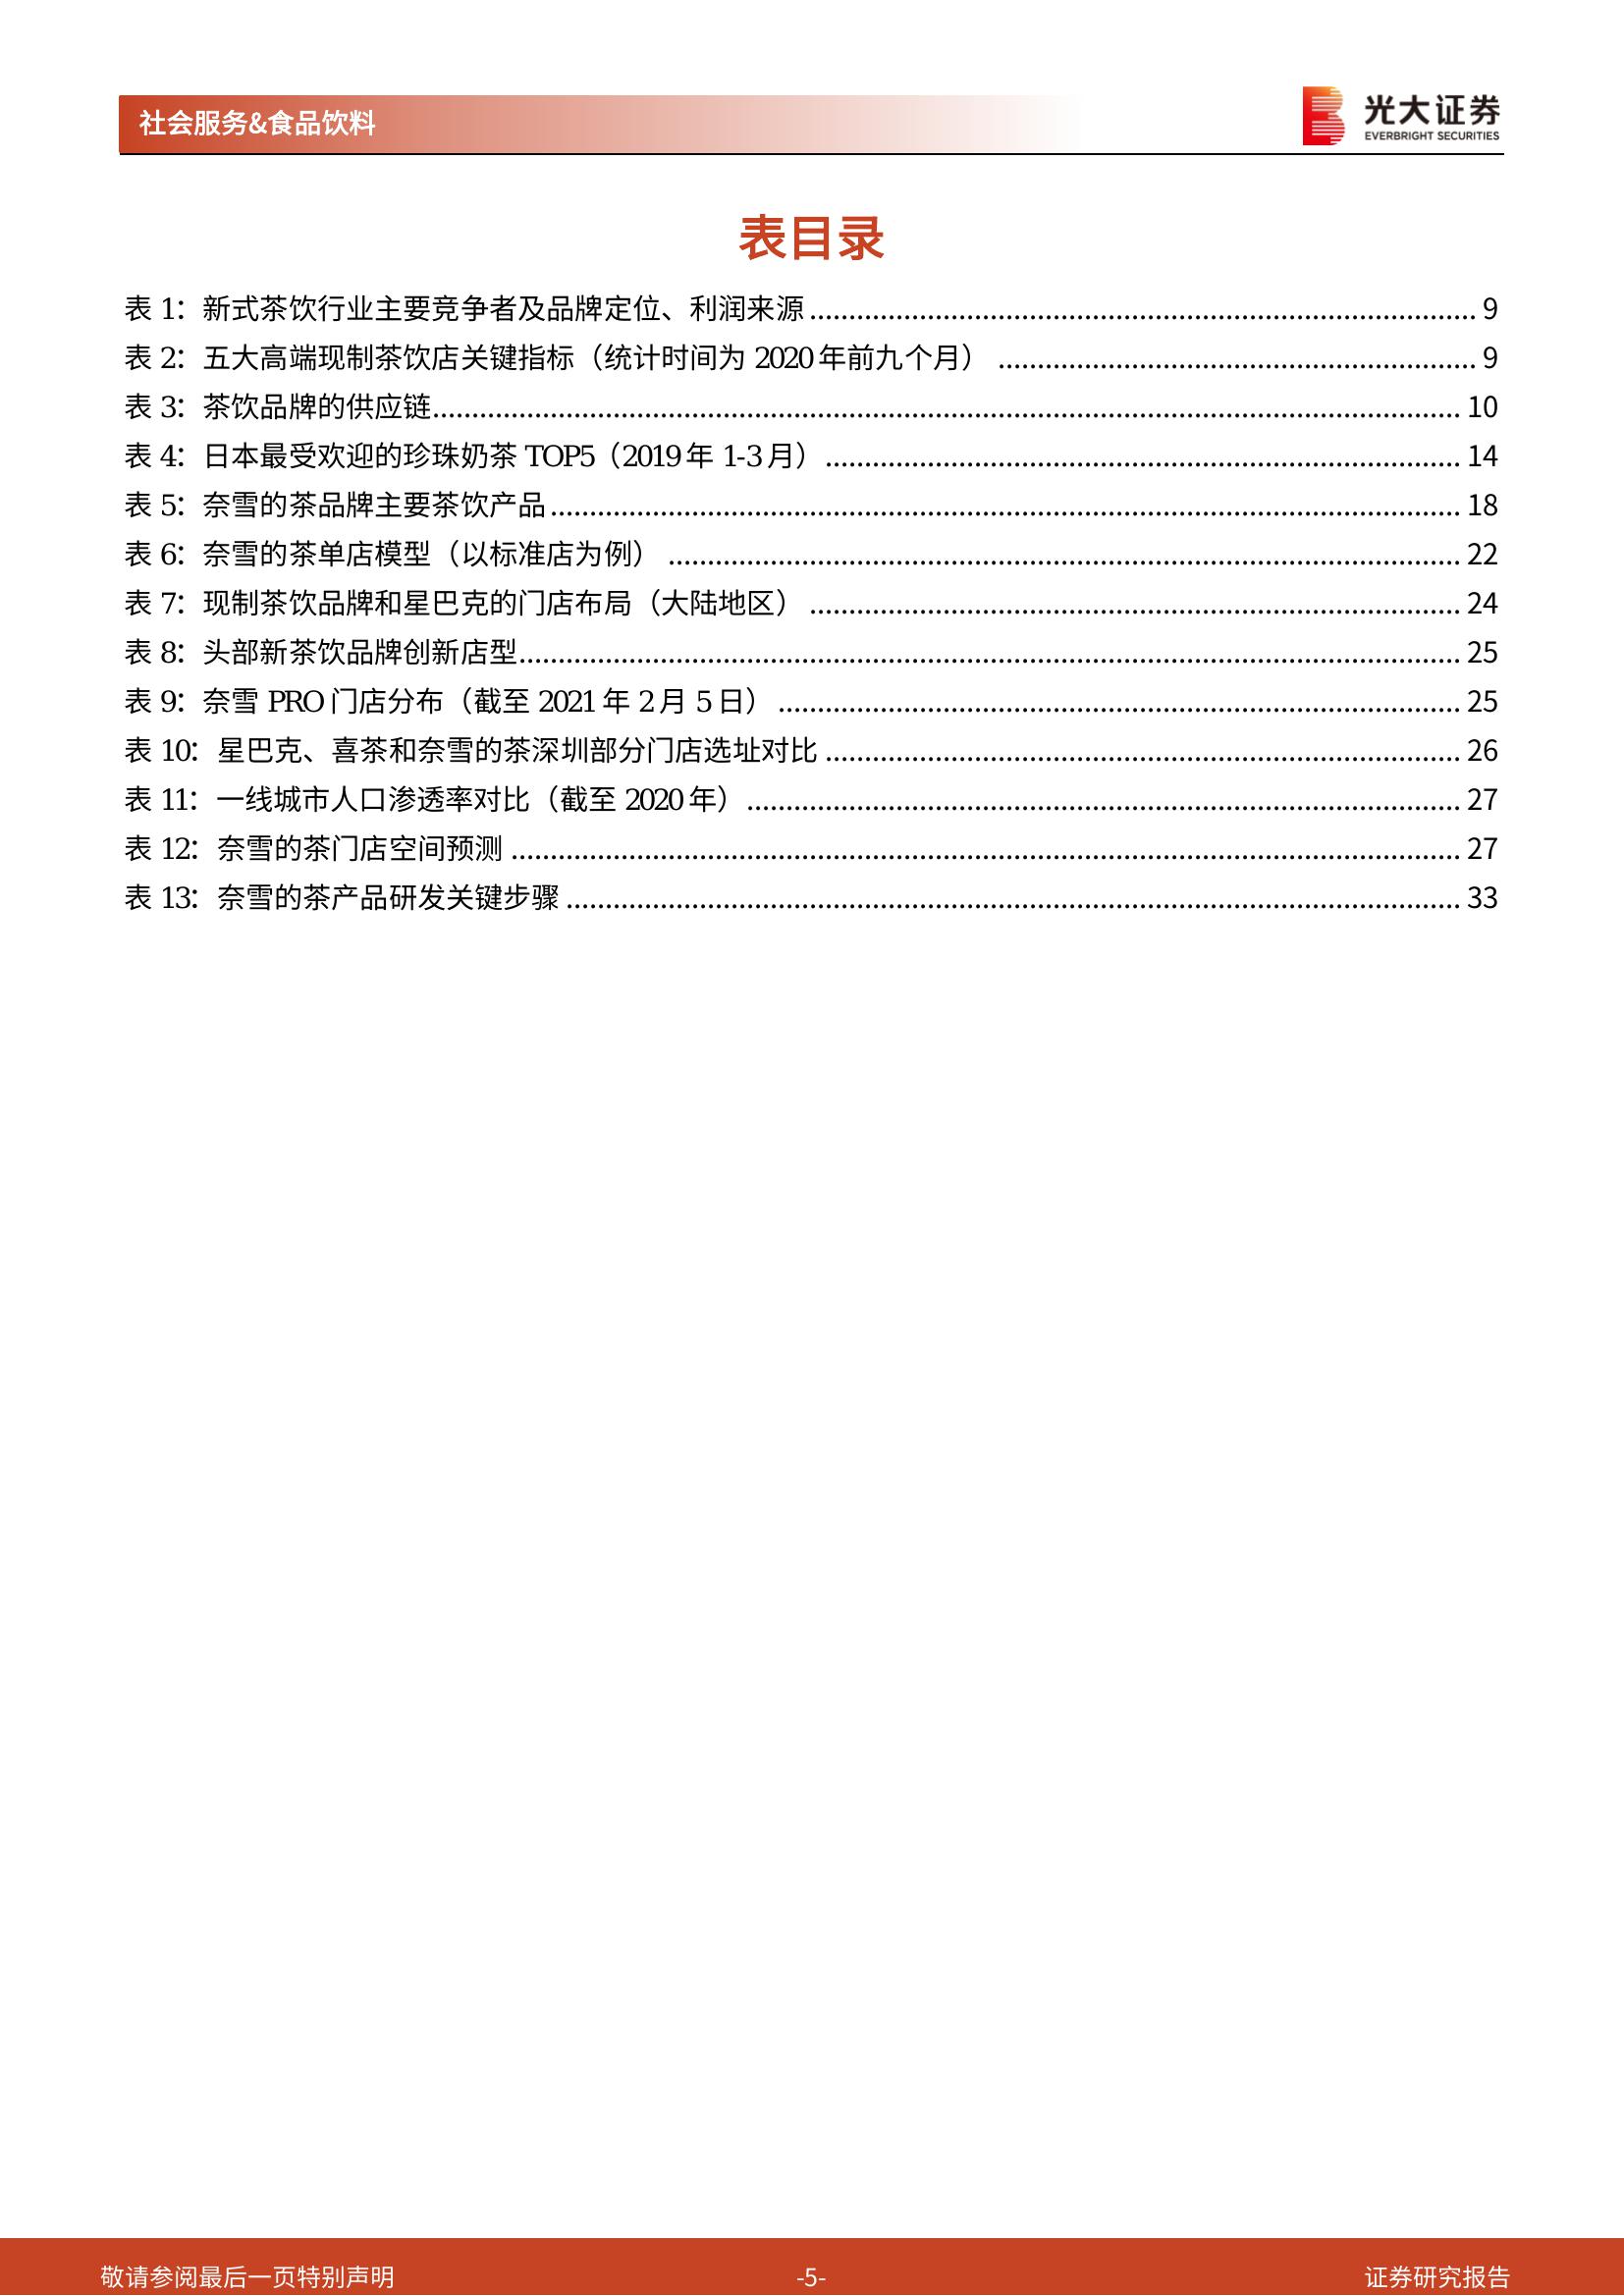 社会服务&食品饮料
光大证券
EVERBRIGHT SECURITIES
表目录
表 1：新式茶饮行业主要竞争者及品牌定位、利润来源 .......... 9
表 2：五大高端现制茶饮店关键指标（统计时间为 2020 年前九个月） .......... 9
表 3：茶饮品牌的供应链 .......... 10
表 4：日本最受欢迎的珍珠奶茶 TOP5（2019 年 1-3 月） .......... 14
表 5：奈雪的茶品牌主要茶饮产品 .......... 18
表 6：奈雪的茶单店模型（以标准店为例） .......... 22
表 7：现制茶饮品牌和星巴克的门店布局（大陆地区） .......... 24
表 8：头部新茶饮品牌创新店型 .......... 25
表 9：奈雪 PRO 门店分布（截至 2021 年 2 月 5 日） .......... 25
表 10：星巴克、喜茶和奈雪的茶深圳部分门店选址对比 .......... 26
表 11：一线城市人口渗透率对比（截至 2020 年） .......... 27
表 12：奈雪的茶门店空间预测 .......... 27
表 13：奈雪的茶产品研发关键步骤 .......... 33
敬请参阅最后一页特别声明 -5- 证券研究报告